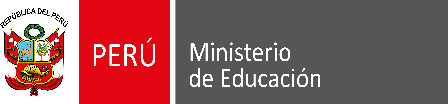 REPÚBLICA DEL PERÚ
PERÚ
Ministerio
de Educación